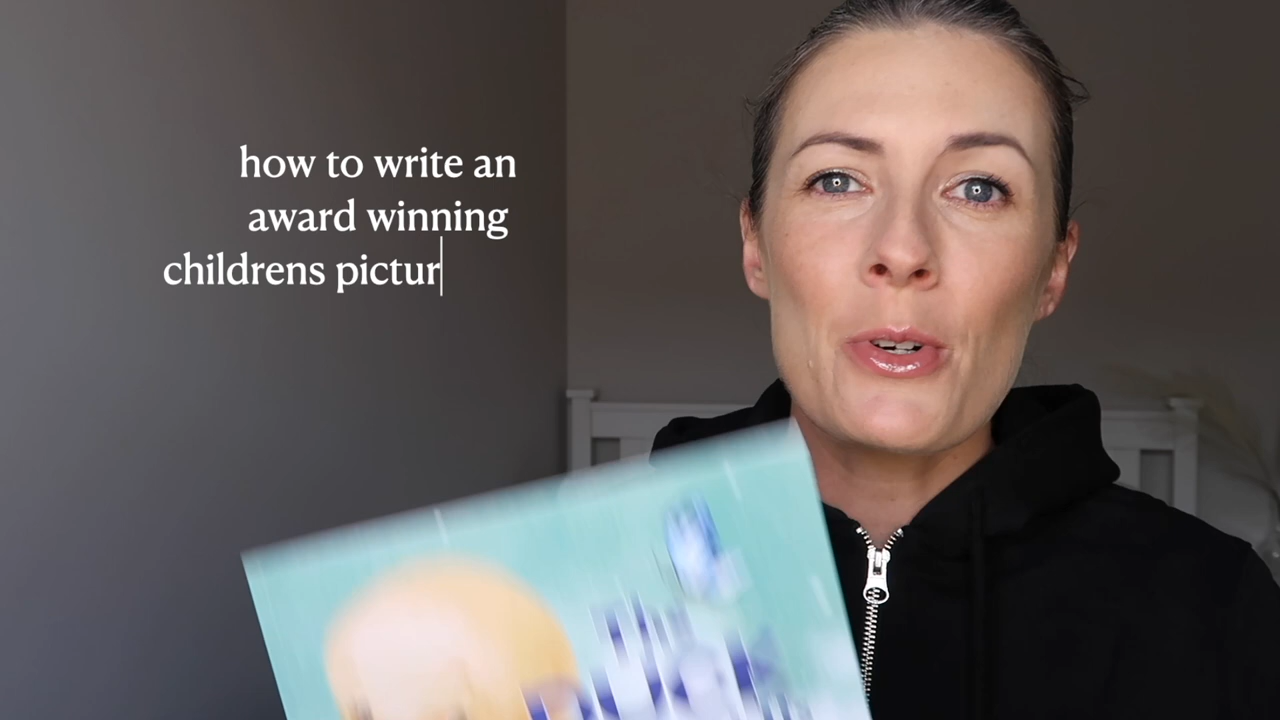 how to write an
award winning
childrens pictur